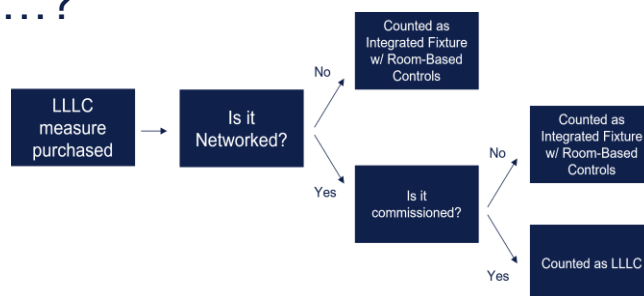 ...?
LLLC
measure
purchased
Is it
Networked?
No
Counted as
Integrated Fixture
w/ Room-Based
Controls
Yes
Is it
commissioned?
No
Counted as
Integrated Fixture
w/ Room-Based
Controls
Yes
Counted as LLLC